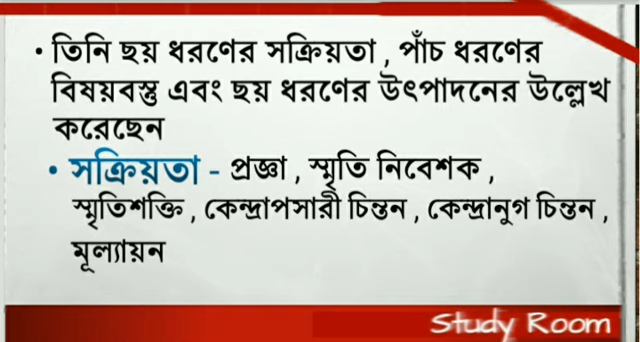 • তিনি ছয় ধরণের সক্রিয়তা , পাঁচ ধরণের
বিষয়বস্তু এবং ছয় ধরণের উৎপাদনের উল্লেখ
করেছেন
• সক্রিয়তা - প্রজ্ঞা , স্মৃতি নিবেশক ,
স্মৃতিশক্তি , কেন্দ্রাপসারী চিন্তন , কেন্দ্রানুগ চিন্তন ,
মূল্যায়ন
Study Room